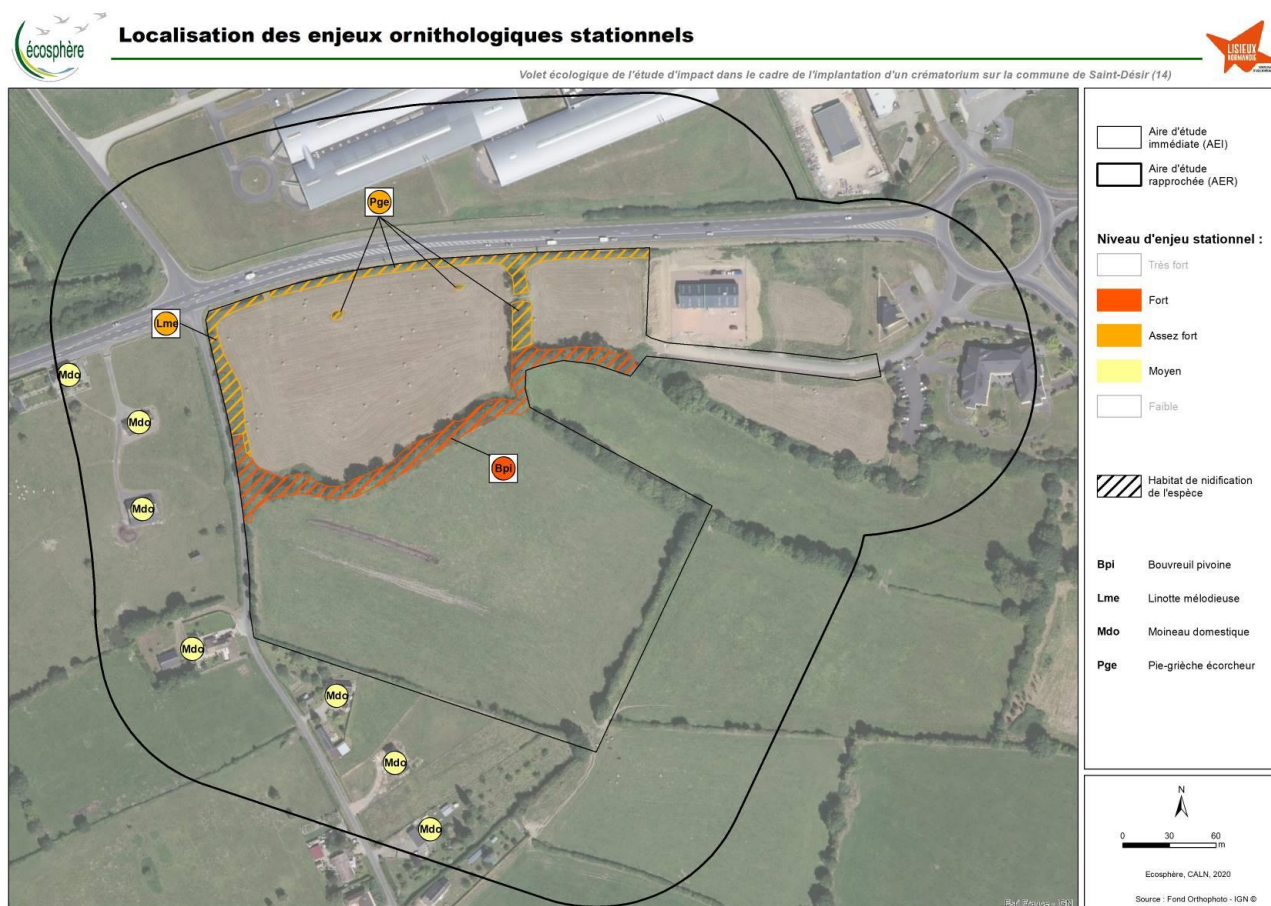 écosphère
Localisation des enjeux ornithologiques stationnels
LISIEUX
NORMANDIE
Volet écologique de l'étude d'impact dans le cadre de l'implantation d'un crématorium sur la commune de Saint-Désir (14)
Pge
Lme
Mdo
Mdo
Bpi
Mdo
Mdo
Mdo
Mdo
Mdo
Aire d'étude
immédiate (AEI)
Aire d'étude
rapprochée (AER)
Niveau d'enjeu stationnel :
Très fort
Fort
Assez fort
Moyen
Faible
Habitat de nidification
de l'espèce
Bpi Bouvreuil pivoine
Lme Linotte mélodieuse
Mdo Moineau domestique
Pge Pie-grièche écorcheur
N
0 30 60
m
Ecosphère, CALN, 2020
Source : Fond Orthophoto - IGN ©